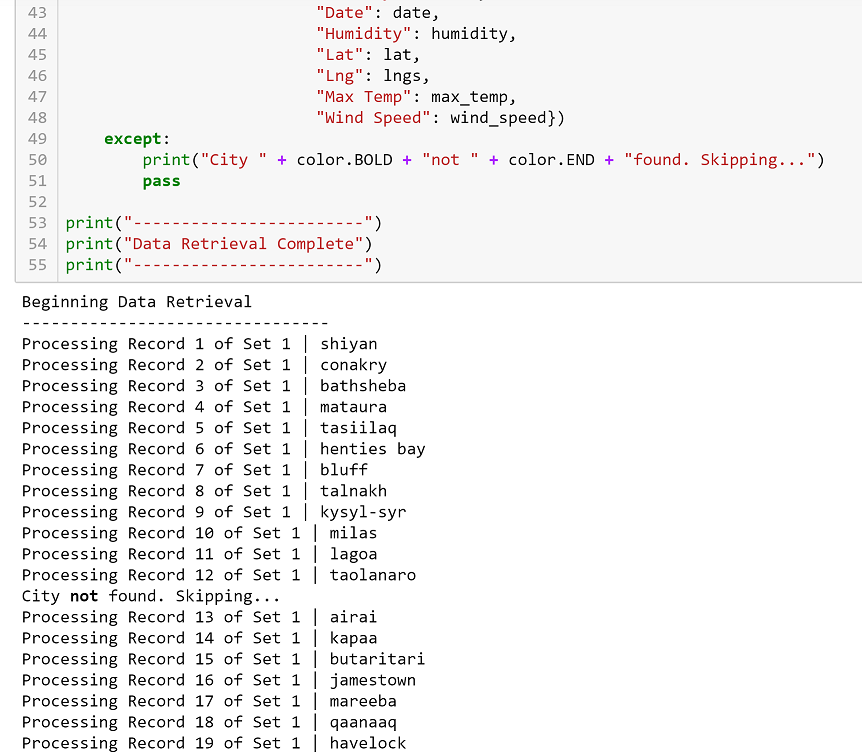 43 "Date": date,
44 "Humidity": humidity,
45 "Lat": lat,
46 "Lng": lngs,
47 "Max Temp": max_temp,
48 "Wind Speed": wind_speed})
49 except:
50 print("City " + color.BOLD + "not " + color.END + "found. Skipping...")
51 pass
52
53 print("------------------------")
54 print("Data Retrieval Complete")
55 print("------------------------")
Beginning Data Retrieval
--------------------------------
Processing Record 1 of Set 1 | shiyan
Processing Record 2 of Set 1 | conakry
Processing Record 3 of Set 1 | bathsheba
Processing Record 4 of Set 1 | mataura
Processing Record 5 of Set 1 | tasiilaq
Processing Record 6 of Set 1 | henties bay
Processing Record 7 of Set 1 | bluff
Processing Record 8 of Set 1 | talnakh
Processing Record 9 of Set 1 | kysyl-syr
Processing Record 10 of Set 1 | milas
Processing Record 11 of Set 1 | lagoa
Processing Record 12 of Set 1 | taolanaro
City not found. Skipping...
Processing Record 13 of Set 1 | airai
Processing Record 14 of Set 1 | kapaa
Processing Record 15 of Set 1 | butaritari
Processing Record 16 of Set 1 | jamestown
Processing Record 17 of Set 1 | mareeba
Processing Record 18 of Set 1 | qaanaaq
Processing Record 19 of Set 1 | havelock